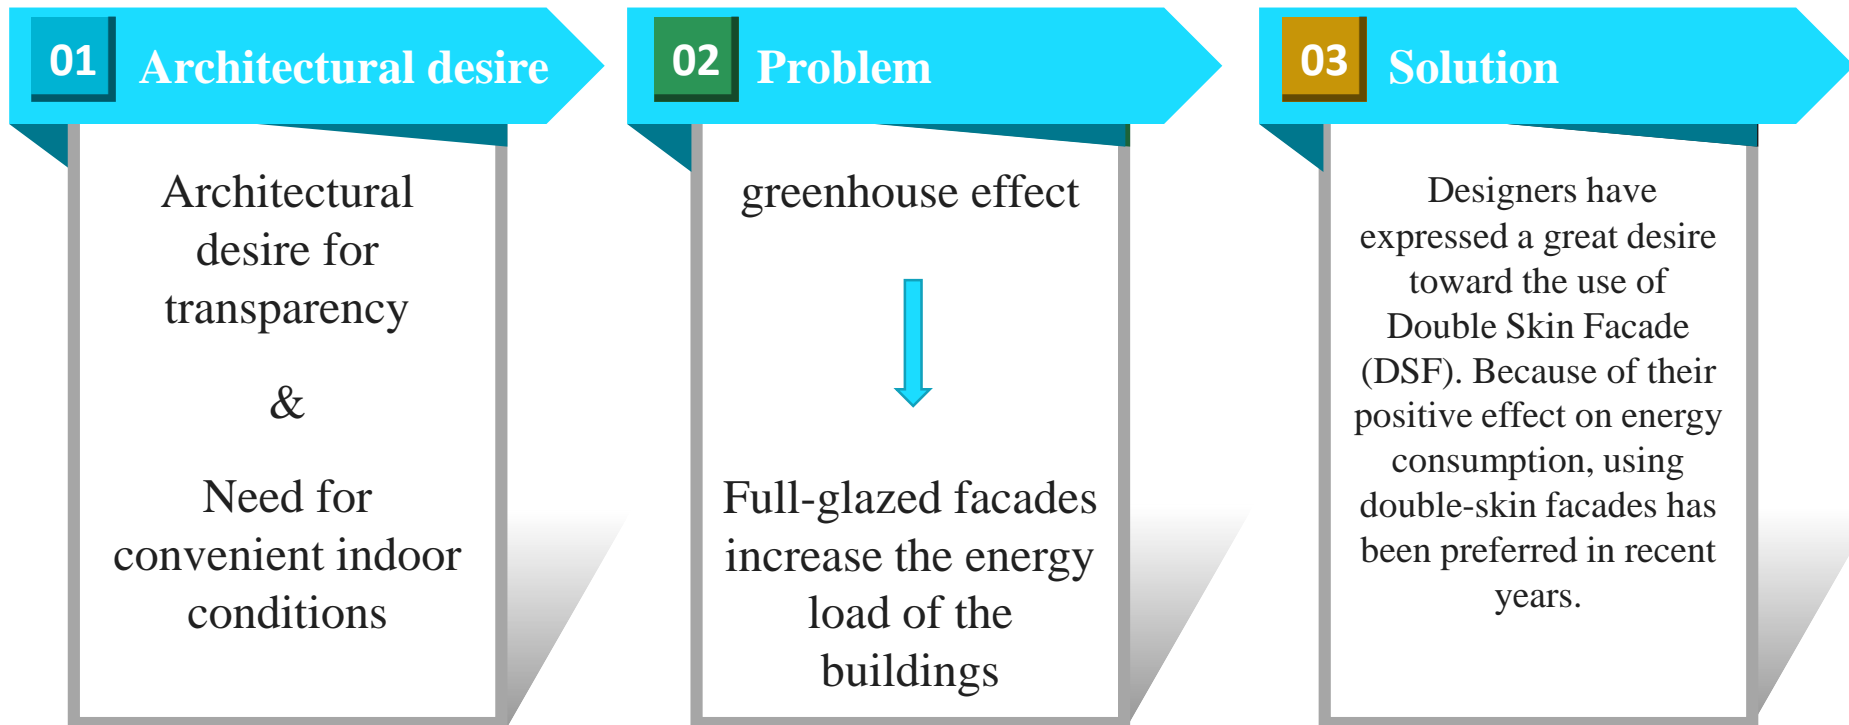 01 Architectural desire
Architectural
desire for
transparency
&
Need for
convenient indoor
conditions
02 Problem
greenhouse effect
Full-glazed facades
increase the energy
load of the
buildings
03 Solution
Designers have
expressed a great desire
toward the use of
Double Skin Facade
(DSF). Because of their
positive effect on energy
consumption, using
double-skin facades has
been preferred in recent
years.